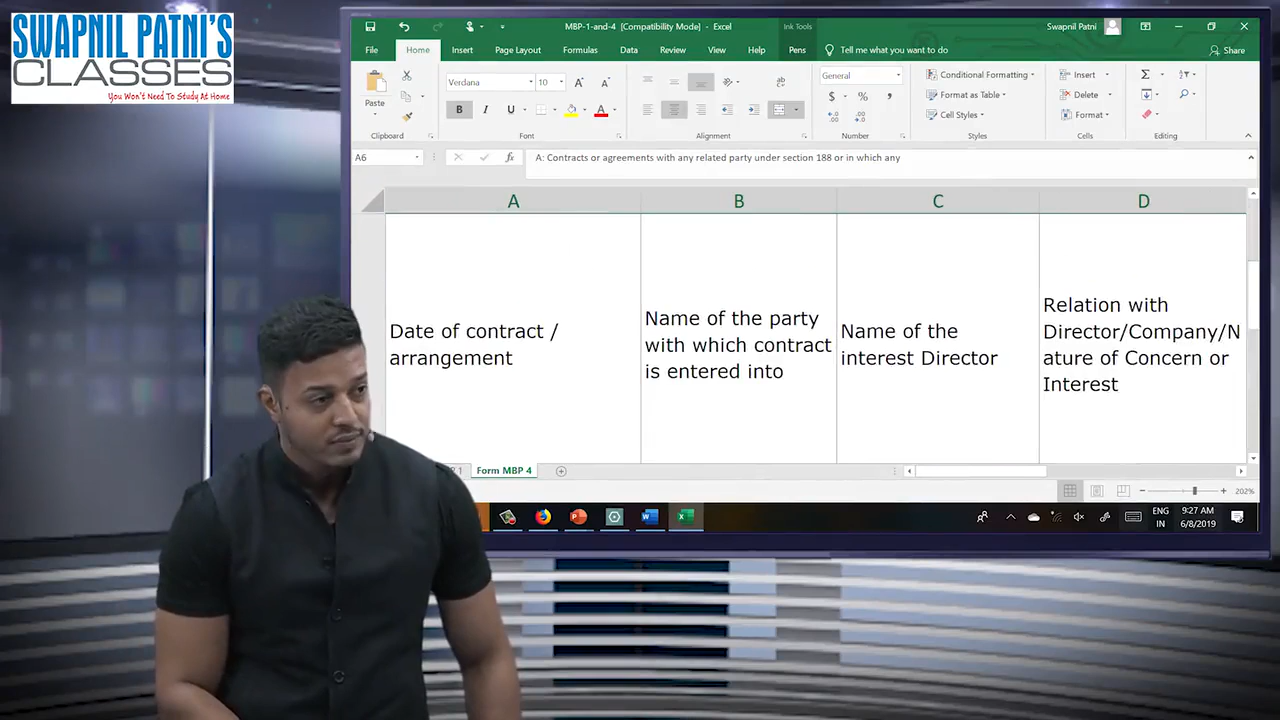 SWAPNIL PATNI'S
CLASSES
You Won't Need To Study At Home
MBP-1-and-4 [Compatibility Mode] - Excel
Ink Tools
Swapnil Patni
File Home Insert Page Layout Formulas Data Review View Help Pens Tell me what you want to do Share
Paste
Verdana 10
B I U
General
$ % ,
Conditional Formatting
Format as Table
Cell Styles
Insert
Delete
Format
Clipboard Font Alignment Number Styles Cells Editing
A6 fx A: Contracts or agreements with any related party under section 188 or in which any
A B C D
Date of contract /
arrangement
Name of the party
with which contract
is entered into
Name of the
interest Director
Relation with
Director/Company/N
ature of Concern or
Interest
1 Form MBP 4
202%
ENG
IN
9:27 AM
6/8/2019